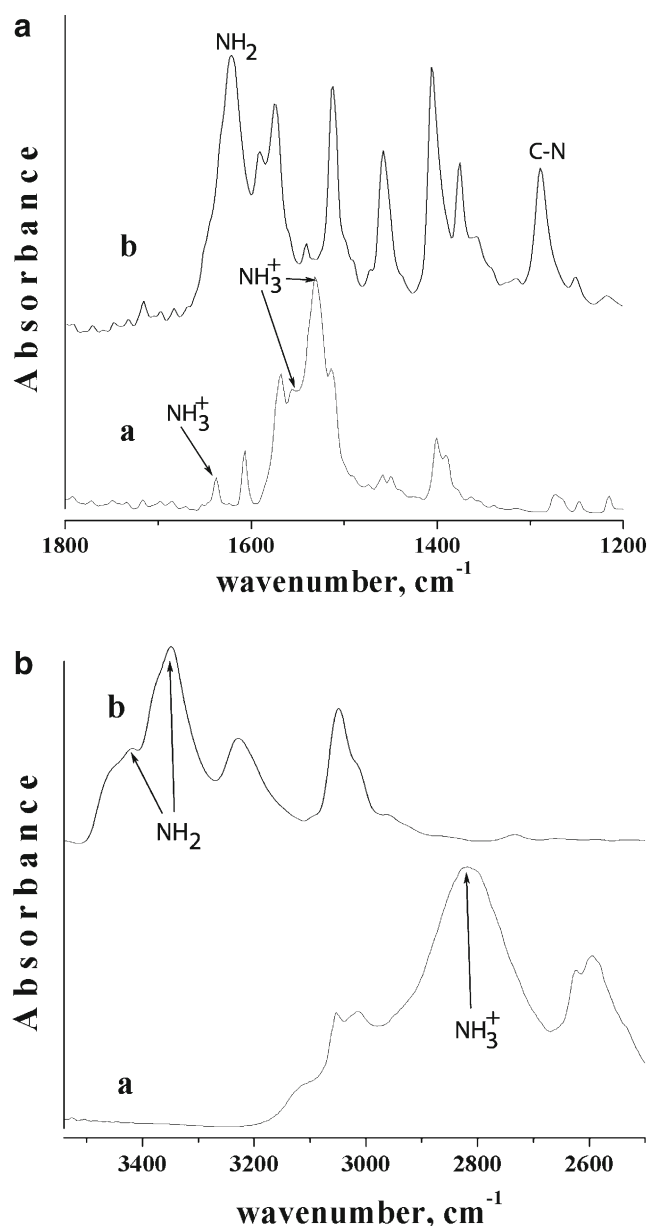 a
NH₂
C-N
b
NH₃⁺
NH₃⁺
a
Absorbance
1800 1600 1400 1200
wavenumber, cm⁻¹
b
b
NH₂
NH₃⁺
a
Absorbance
3400 3200 3000 2800 2600
wavenumber, cm⁻¹